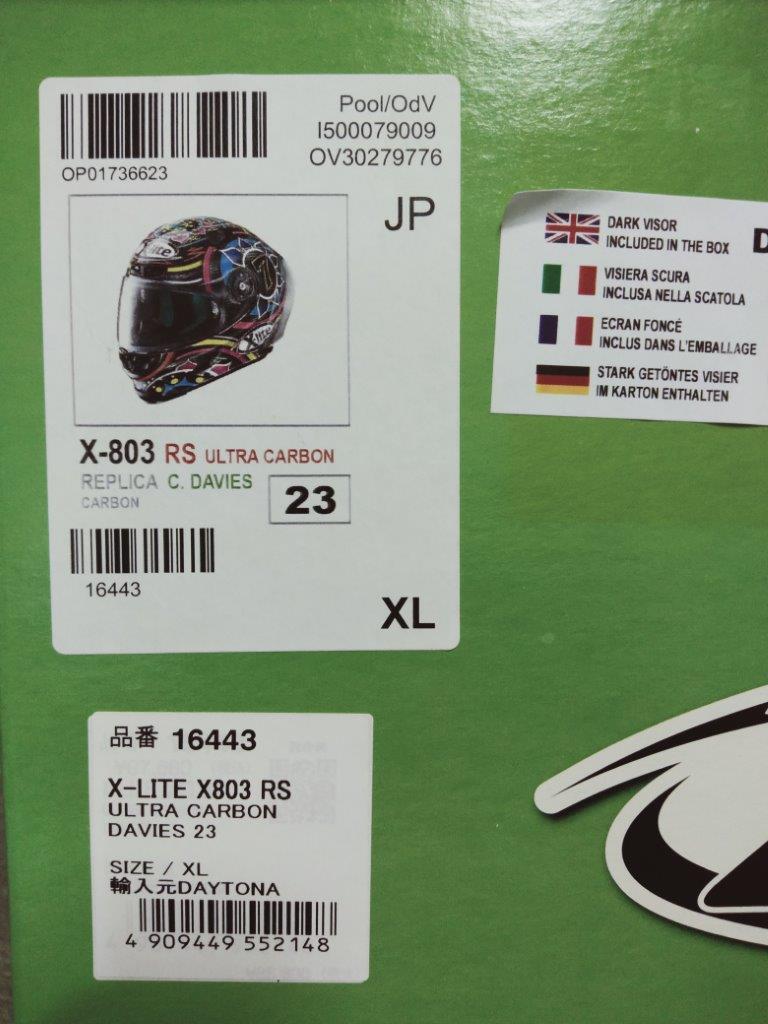 Pool/OdV
I500079009
OP01736623
OV30279776
JP
X-lite
X-lite
X-803 RS ULTRA CARBON
REPLICA C. DAVIES
CARBON
23
16443
XL
DARK VISOR
INCLUDED IN THE BOX
D
VISIERA SCURA
INCLUSA NELLA SCATOLA
ECRAN FONCÉ
INCLUS DANS L'EMBALLAGE
STARK GETÖNTES VISIER
IM KARTON ENTHALTEN
品番 16443
X-LITE X803 RS
ULTRA CARBON
DAVIES 23
SIZE / XL
輸入元DAYTONA
4 909449 552148